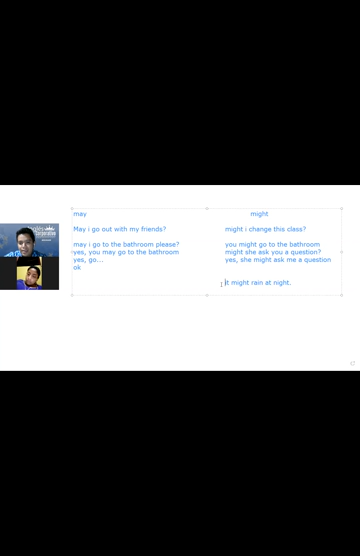 may
might
May i go out with my friends?
might i change this class?
may i go to the bathroom please?
you might go to the bathroom
yes, you may go to the bathroom
might she ask you a question?
yes, go...
yes, she might ask me a question
ok
it might rain at night.